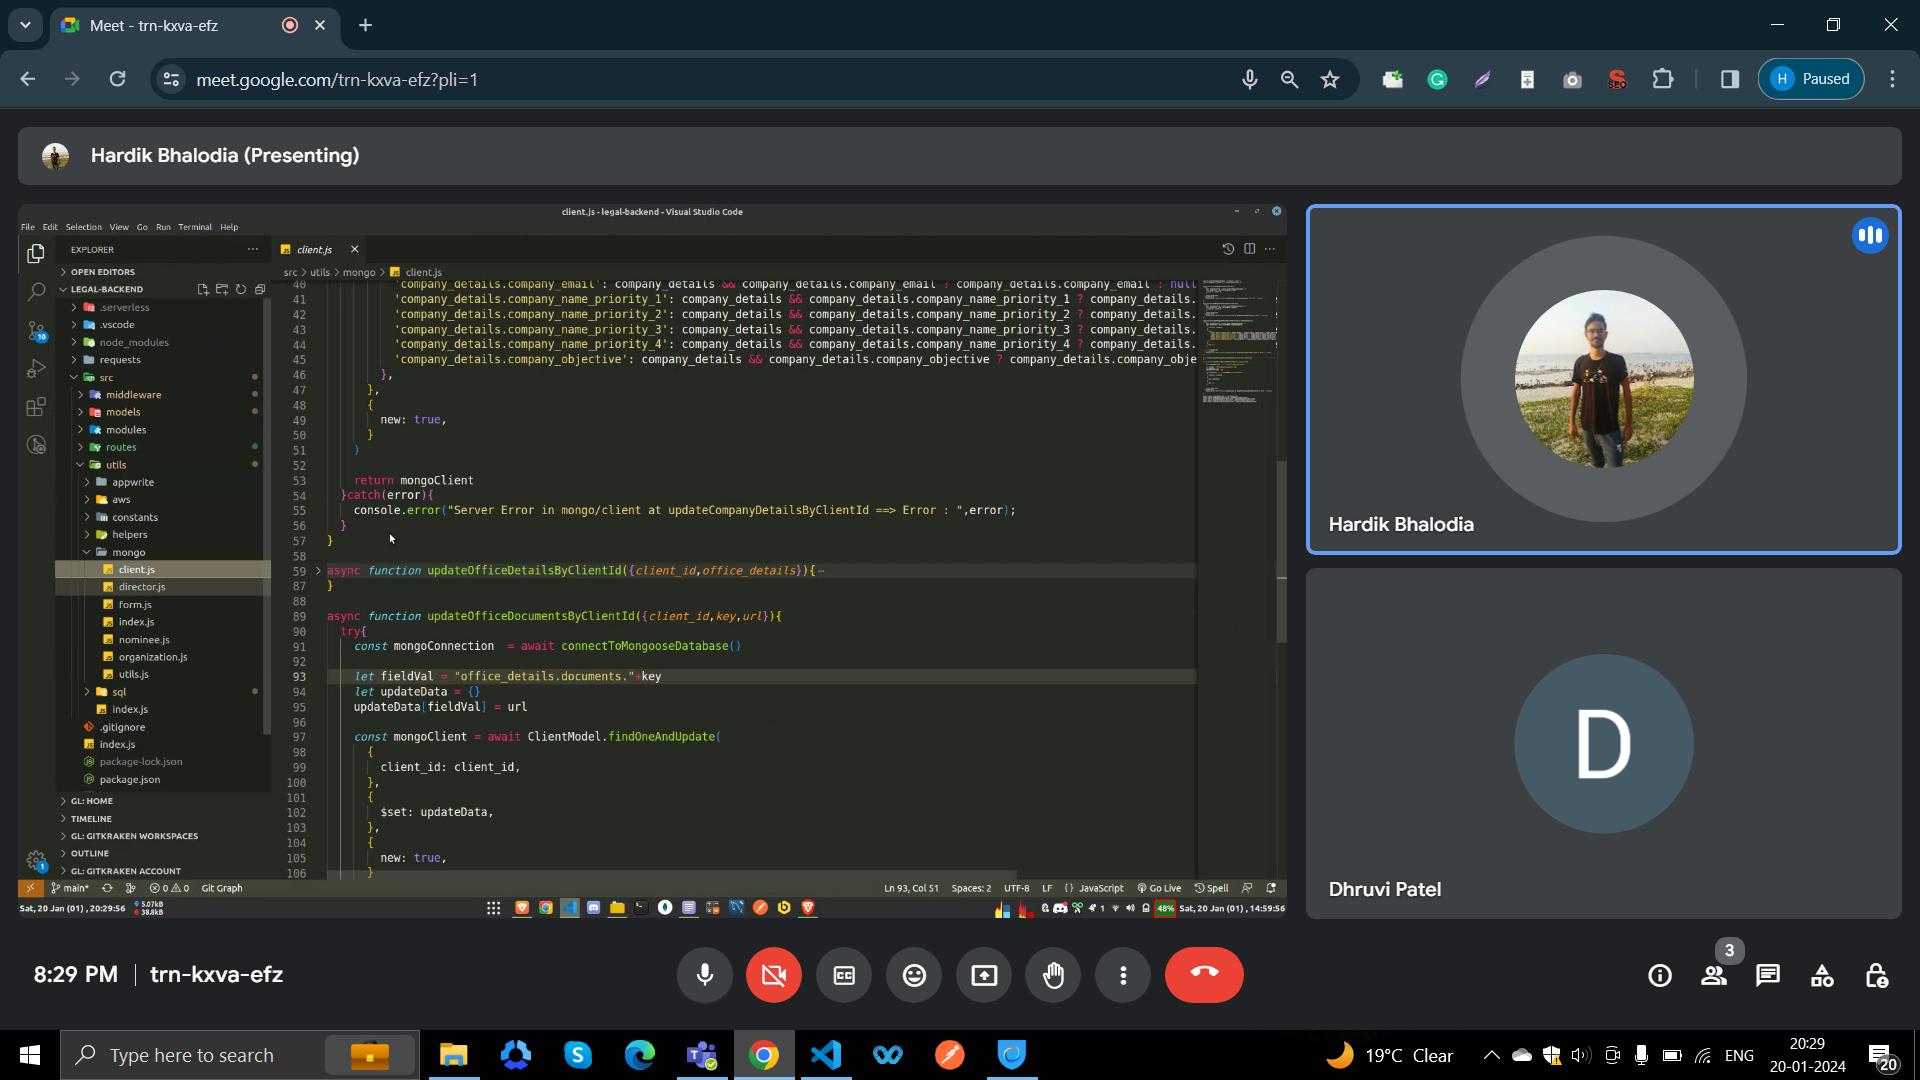 Meet - trn-kxva-efz
meet.google.com/trn-kxva-efz?pli=1
SEO
H Paused
Hardik Bhalodia (Presenting)
client.js - legal-backend - Visual Studio Code
File Edit Selection View Go Run Terminal Help
EXPLORER
client.js
OPEN EDITORS
src > utils > mongo > client.js
LEGAL-BACKEND
.serverless
.vscode
node_modules
requests
src
middleware
models
modules
routes
utils
appwrite
aws
constants
helpers
mongo
client.js
director.js
form.js
index.js
nominee.js
organization.js
utils.js
sql
index.js
.gitignore
index.js
package-lock.json
package.json
GL: HOME
TIMELINE
GL: GITKRAKEN WORKSPACES
OUTLINE
GL: GITKRAKEN ACCOUNT
10
1
40 'company_details.company_email': company_details && company_details.company_email ? company_details.company_email : null
41 'company_details.company_name_priority_1': company_details && company_details.company_name_priority_1 ? company_details.
42 'company_details.company_name_priority_2': company_details && company_details.company_name_priority_2 ? company_details.
43 'company_details.company_name_priority_3': company_details && company_details.company_name_priority_3 ? company_details.
44 'company_details.company_name_priority_4': company_details && company_details.company_name_priority_4 ? company_details.
45 'company_details.company_objective': company_details && company_details.company_objective ? company_details.company_obje
46 },
47 },
48 {
49 new: true,
50 }
51 )
52
53 return mongoClient
54 }catch(error){
55 console.error("Server Error in mongo/client at updateCompanyDetailsByClientId ==> Error : ",error);
56 }
57 }
58
59 async function updateOfficeDetailsByClientId({client_id,office_details}){
87 }
88
89 async function updateOfficeDocumentsByClientId({client_id,key,url}){
90 try{
91 const mongoConnection = await connectToMongooseDatabase()
92
93 let fieldVal = "office_details.documents."+key
94 let updateData = {}
95 updateData[fieldVal] = url
96
97 const mongoClient = await ClientModel.findOneAndUpdate(
98 {
99 client_id: client_id,
100 },
101 {
102 $set: updateData,
103 },
104 {
105 new: true,
106 }
main* 0 0 Git Graph Ln 93, Col 51 Spaces: 2 UTF-8 LF {} JavaScript Go Live Spell
Sat, 20 Jan (01) , 20:29:56 5.07kB 38.8kB 1 48% Sat, 20 Jan (01) , 14:59:56
Hardik Bhalodia
D
Dhruvi Patel
8:29 PM | trn-kxva-efz
CC
3
Type here to search
19°C Clear
ENG
20:29
20-01-2024
20